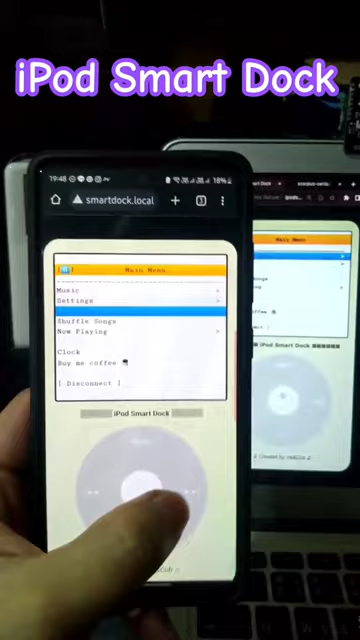 iPod Smart Dock
19:48
18%
smartdock.local
Main Menu
Music >
Settings >
Shuffle Songs
Now Playing >
Clock
Buy me coffee
[ Disconnect ]
iPod Smart Dock
Main Menu
iPod Smart Dock